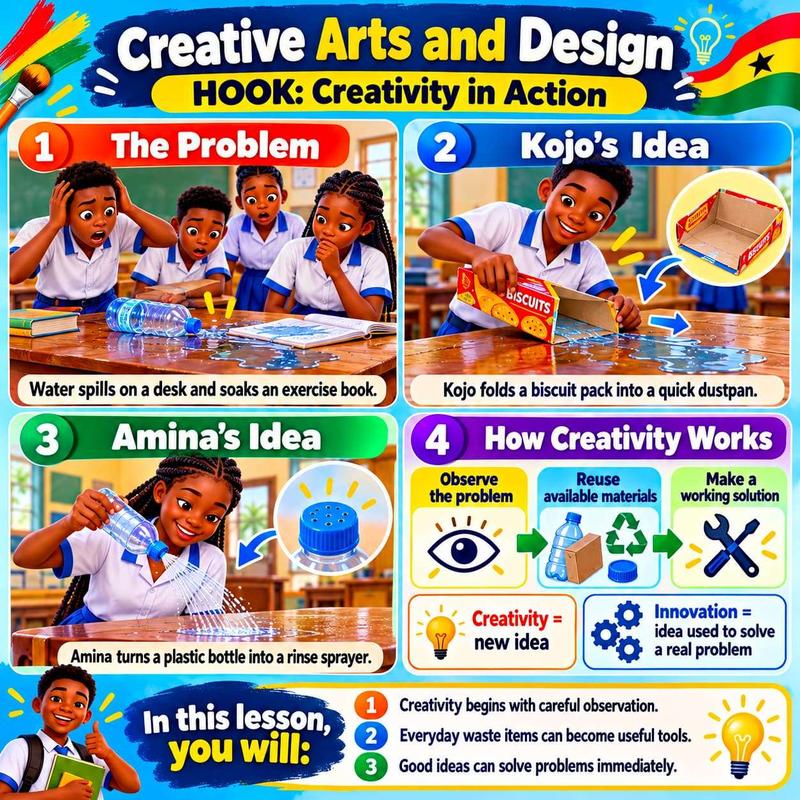 Creative Arts and Design
HOOK: Creativity in Action
1 The Problem
Water spills on a desk and soaks an exercise book.
2 Kojo's Idea
BISCUITS
BISCUITS
Kojo folds a biscuit pack into a quick dustpan.
3 Amina's Idea
Amina turns a plastic bottle into a rinse sprayer.
4 How Creativity Works
Observe
the problem
Reuse
available materials
Make a
working solution
Creativity =
new idea
Innovation =
idea used to solve
a real problem
In this lesson,
you will:
1 Creativity begins with careful observation.
2 Everyday waste items can become useful tools.
3 Good ideas can solve problems immediately.